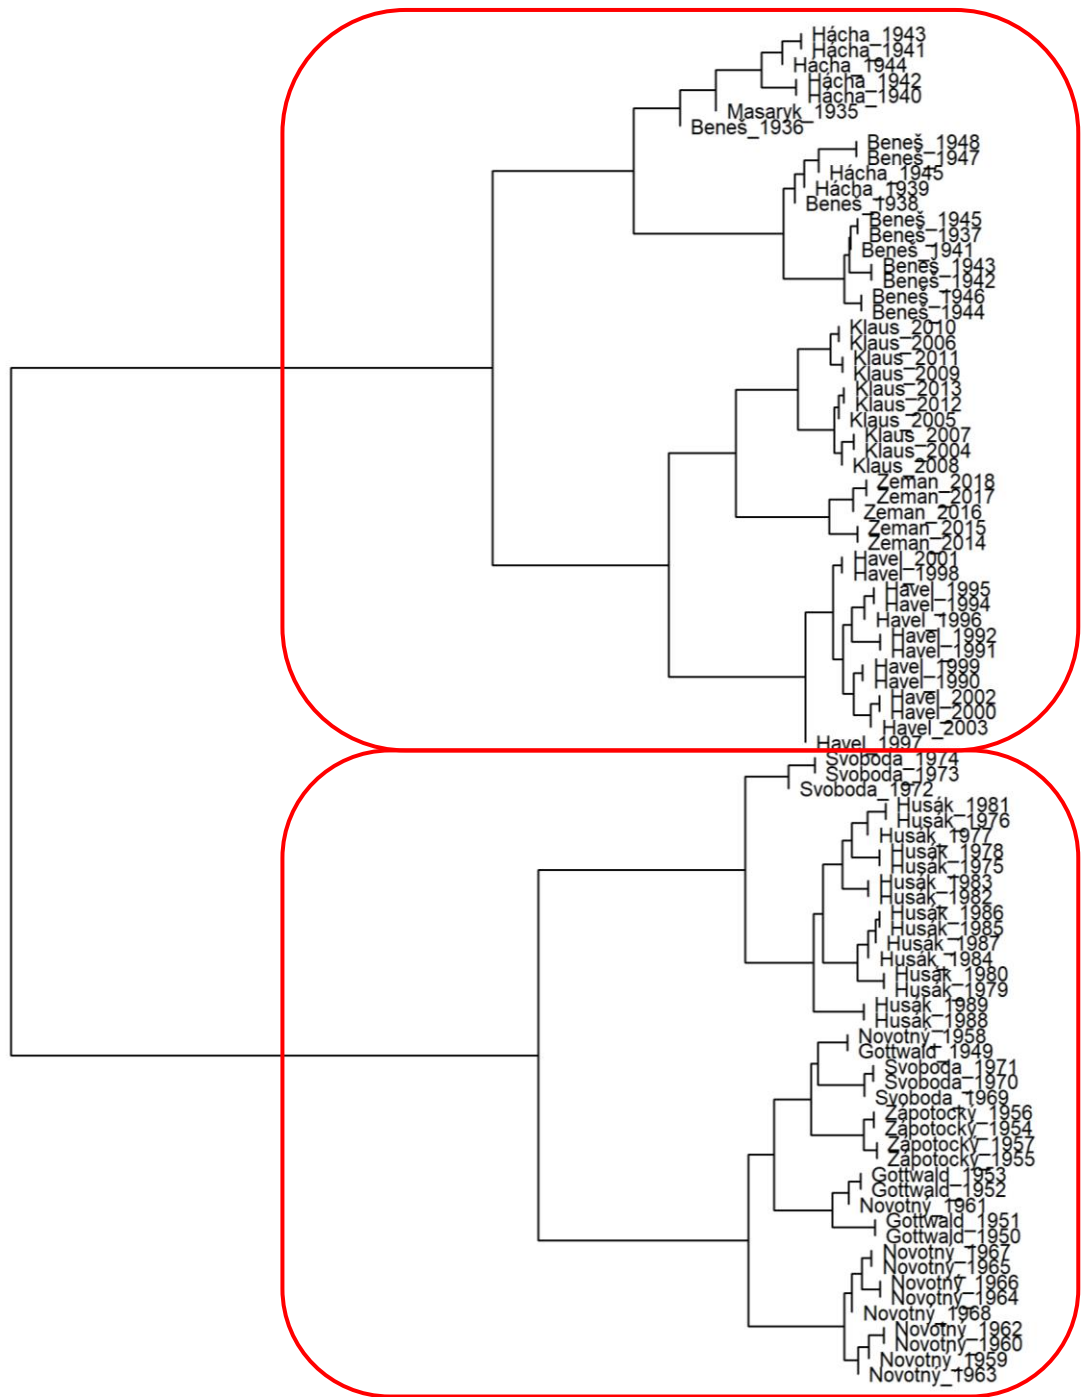 Hácha_1943
Hácha_1941
Hácha_1944
Hácha_1942
Hácha_1940
Masaryk_1935
Beneš_1936
Beneš_1948
Beneš_1947
Hácha_1945
Hácha_1939
Beneš_1938
Beneš_1945
Beneš_1937
Beneš_1941
Beneš_1943
Beneš_1942
Beneš_1946
Beneš_1944
Klaus_2010
Klaus_2006
Klaus_2011
Klaus_2009
Klaus_2013
Klaus_2012
Klaus_2005
Klaus_2007
Klaus_2004
Klaus_2008
Zeman_2018
Zeman_2017
Zeman_2016
Zeman_2015
Zeman_2014
Havel_2001
Havel_1998
Havel_1995
Havel_1994
Havel_1996
Havel_1992
Havel_1991
Havel_1999
Havel_1990
Havel_2002
Havel_2000
Havel_2003
Havel_1997
Svoboda_1974
Svoboda_1973
Svoboda_1972
Husák_1981
Husák_1976
Husák_1977
Husák_1978
Husák_1975
Husák_1983
Husák_1982
Husák_1986
Husák_1985
Husák_1987
Husák_1984
Husák_1980
Husák_1979
Husák_1989
Husák_1988
Novotný_1958
Gottwald_1949
Svoboda_1971
Svoboda_1970
Svoboda_1969
Zápotocký_1956
Zápotocký_1954
Zápotocký_1957
Zápotocký_1955
Gottwald_1953
Gottwald_1952
Novotný_1961
Gottwald_1951
Gottwald_1950
Novotný_1967
Novotný_1965
Novotný_1966
Novotný_1964
Novotný_1968
Novotný_1962
Novotný_1960
Novotný_1959
Novotný_1963